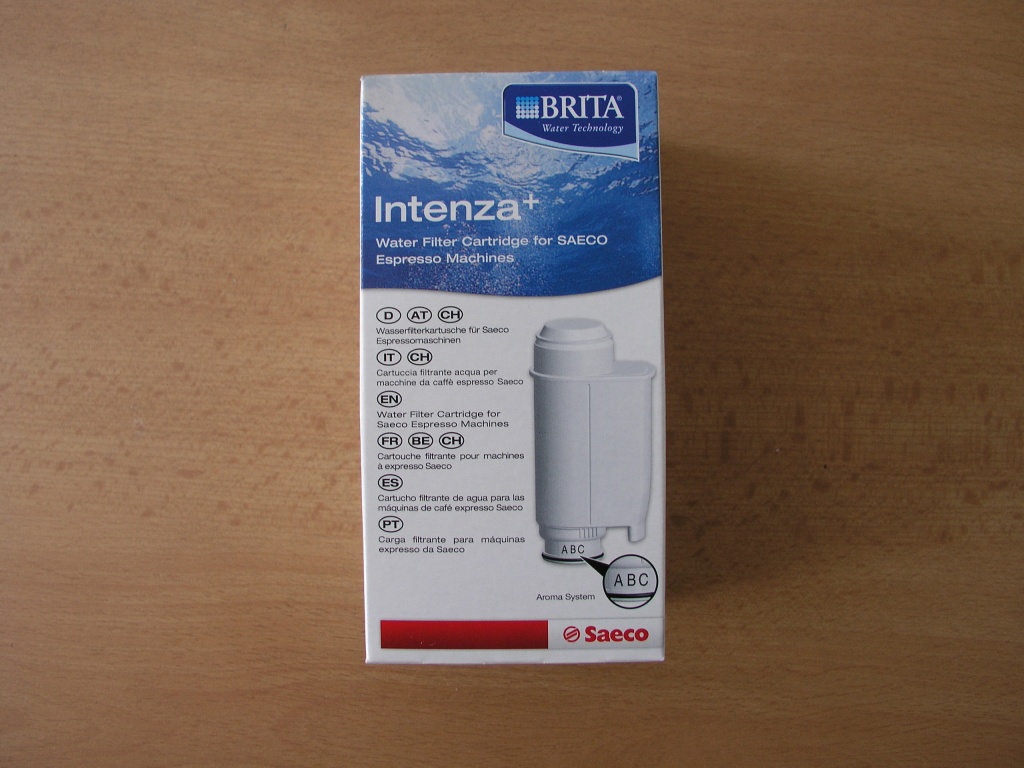 BRITA®
Water Technology
Intenza+
Water Filter Cartridge for SAECO
Espresso Machines
D AT CH
Wasserfilterkartusche für Saeco
Espressomaschinen
IT CH
Cartuccia filtrante acqua per
macchine da caffè espresso Saeco
EN
Water Filter Cartridge for
Saeco Espresso Machines
FR BE CH
Cartouche filtrante pour machines
à expresso Saeco
ES
Cartucho filtrante de agua para las
máquinas de café expresso Saeco
PT
Carga filtrante para máquinas
expresso da Saeco
ABC
ABC
Aroma System
Saeco